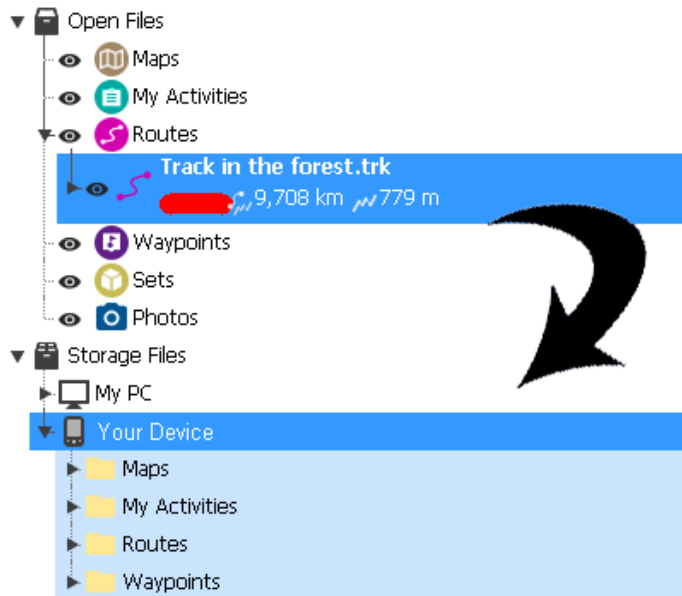 Open Files
Maps
My Activities
Routes
Track in the forest.trk
9,708 km 779 m
Waypoints
Sets
Photos
Storage Files
My PC
Your Device
Maps
My Activities
Routes
Waypoints